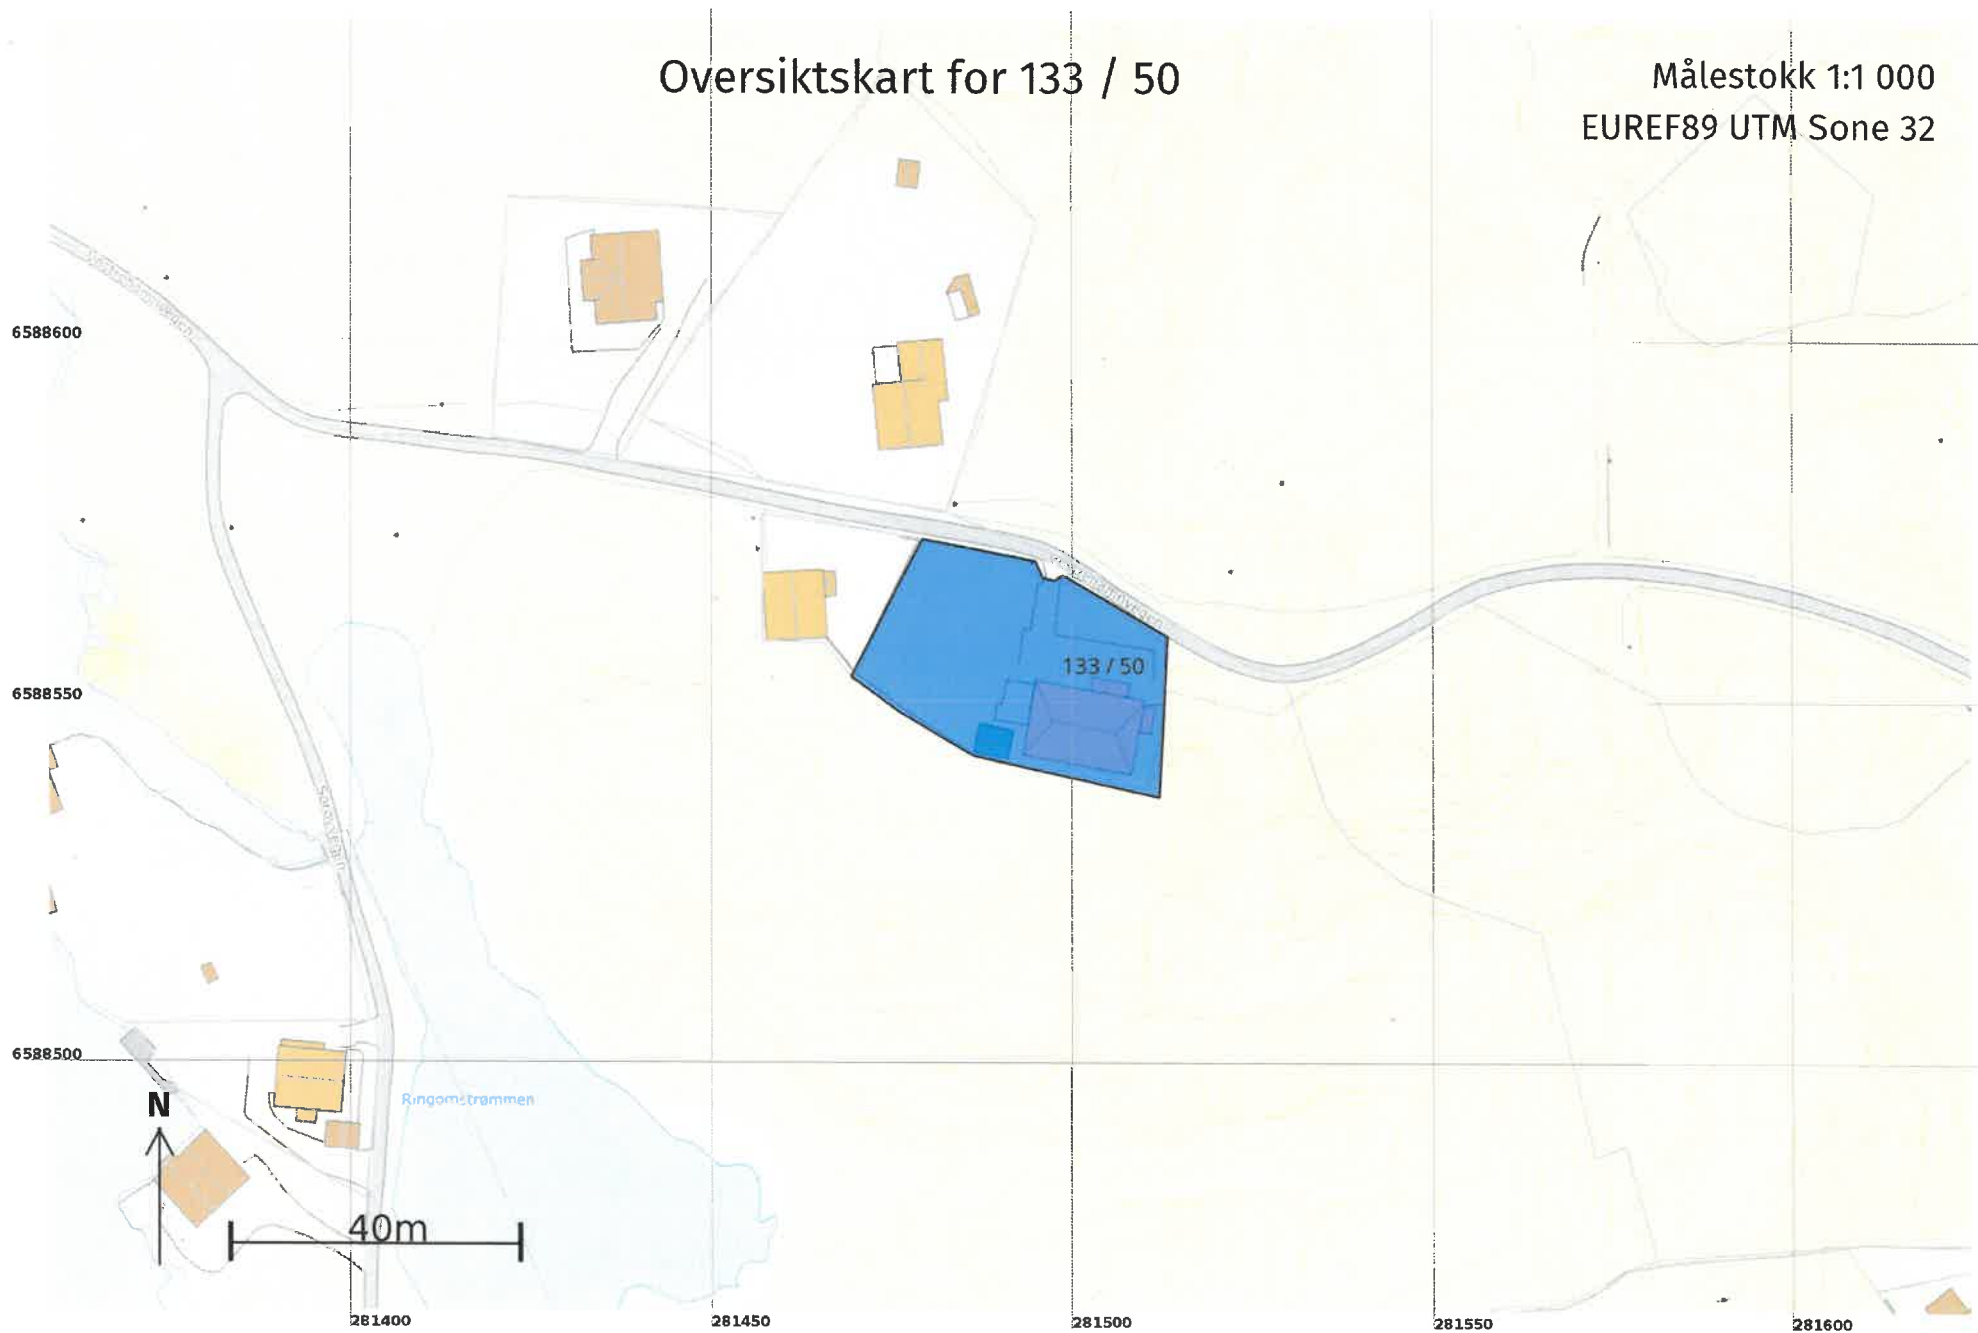 Oversiktskart for 133 / 50
Målestokk 1:1 000
EUREF89 UTM Sone 32
6588600
133 / 50
6588550
6588500
Ringomstrømmen
N
40m
281400
281450
281500
281550
281600